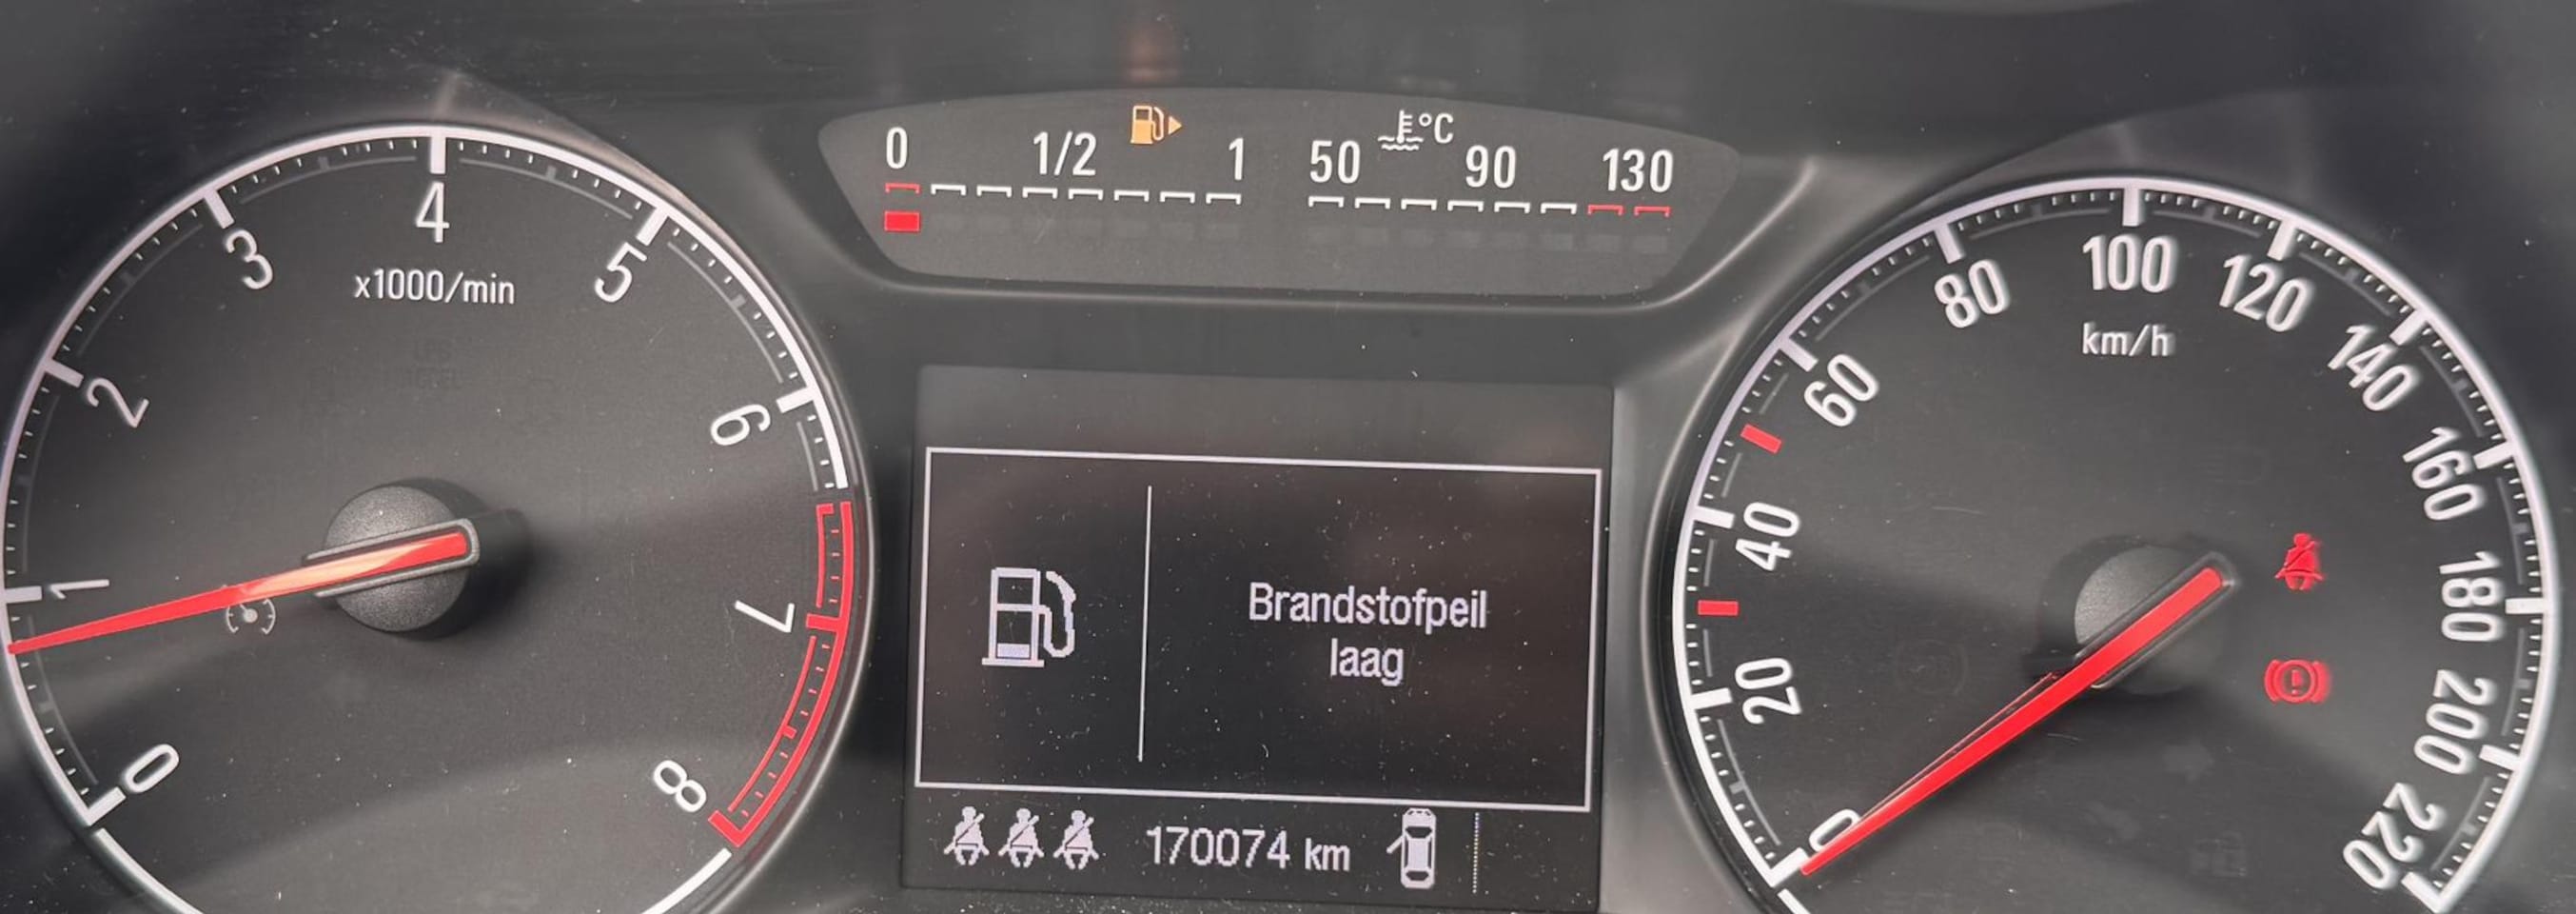 0 1/2 1
50 °C 90 130
0 1 2 3 4 5 6 7 8
x1000/min
Brandstofpeil
laag
170074 km
0 20 40 60 80 100 120 140 160 180 200 220
km/h